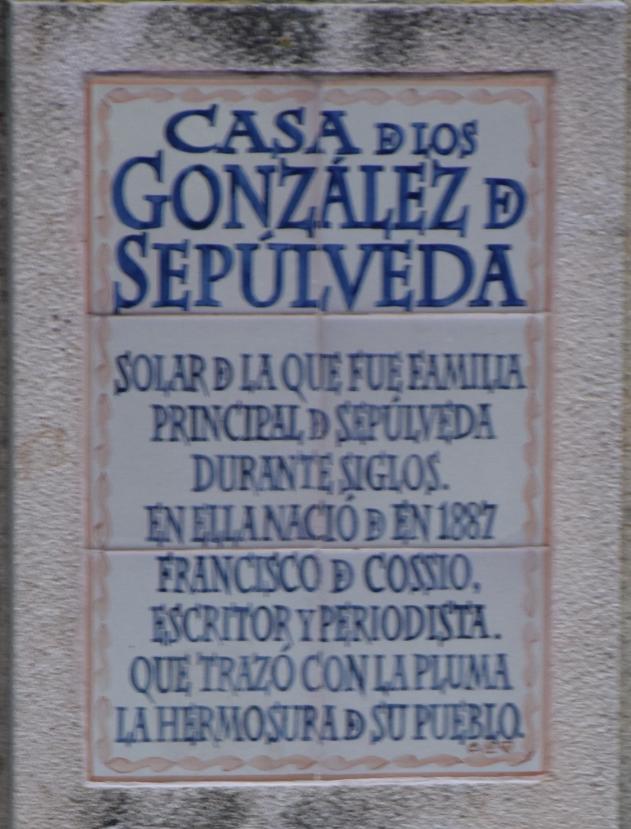 CASA D LOS
GONZÁLEZ D
SEPÚLVEDA
SOLAR D LA QUE FUE FAMILIA
PRINCIPAL D SEPÚLVEDA
DURANTE SIGLOS.
EN ELLA NACIÓ D EN 1887
FRANCISCO D COSSIO,
ESCRITOR Y PERIODISTA.
QUE TRAZÓ CON LA PLUMA
LA HERMOSURA D SU PUEBLO.